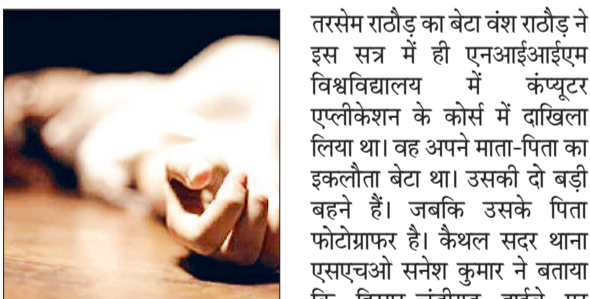 तरसेम राठौड़ का बेटा वंश राठौड़ ने
इस सत्र में ही एनआईआईएम
विश्वविद्यालय में कंप्यूटर
एप्लीकेशन के कोर्स में दाखिला
लिया था। वह अपने माता-पिता का
इकलौता बेटा था। उसकी दो बड़ी
बहने हैं। जबकि उसके पिता
फोटोग्राफर है। कैथल सदर थाना
एसएचओ सनेश कुमार ने बताया